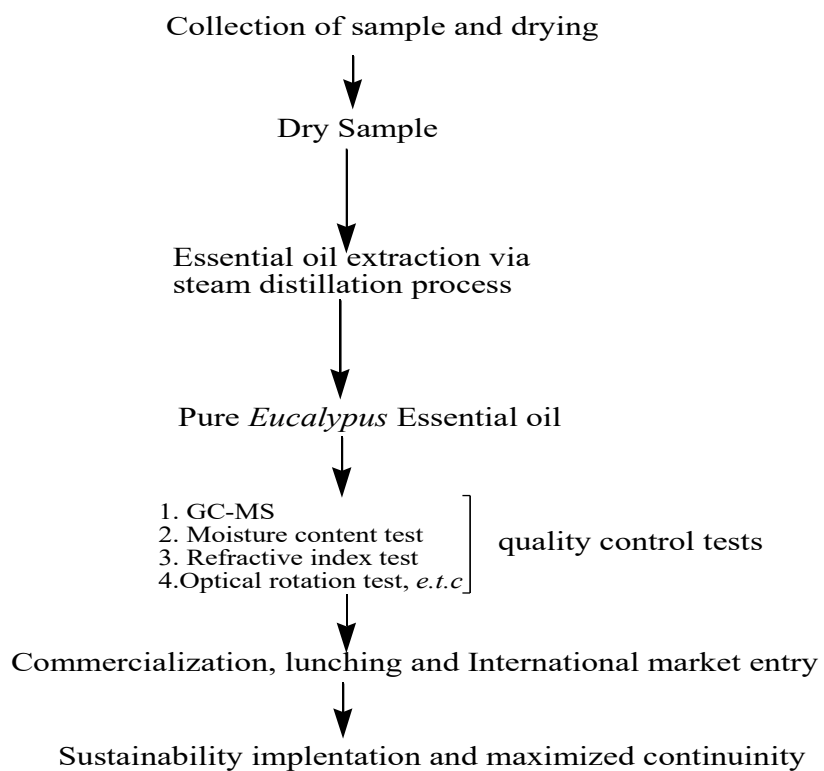 Collection of sample and drying
Dry Sample
Essential oil extraction via
steam distillation process
Pure Eucalypus Essential oil
1. GC-MS
2. Moisture content test
3. Refractive index test
4.Optical rotation test, e.t.c
quality control tests
Commercialization, lunching and International market entry
Sustainability implentation and maximized continuinity